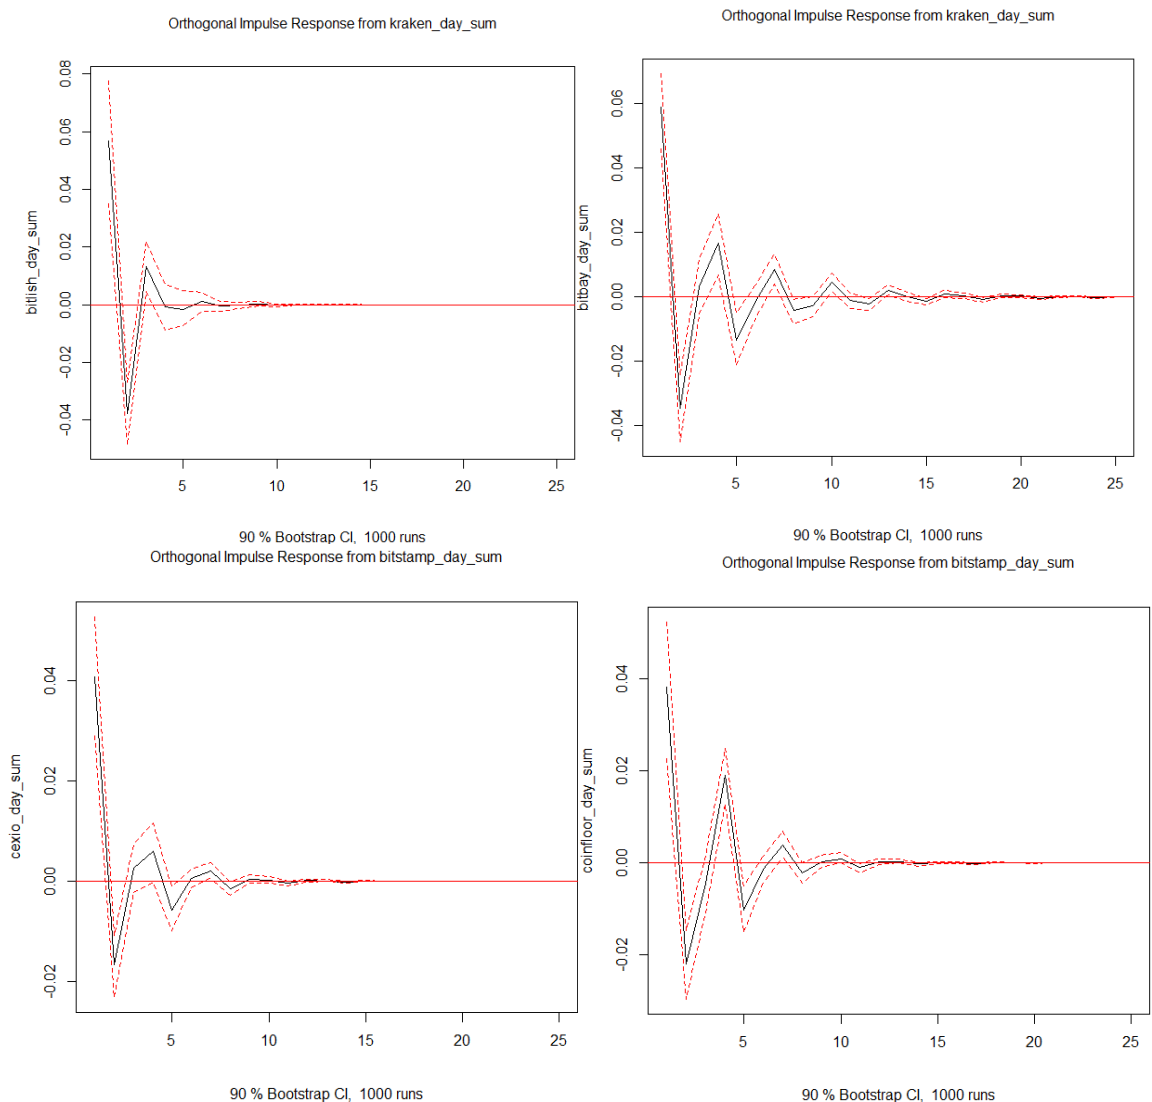 Orthogonal Impulse Response from kraken_day_sum
bitlish_day_sum
0.08
0.06
0.04
0.02
0.00
-0.02
-0.04
5 10 15 20 25
90 % Bootstrap CI, 1000 runs
Orthogonal Impulse Response from kraken_day_sum
bitbay_day_sum
0.06
0.04
0.02
0.00
-0.02
-0.04
5 10 15 20 25
90 % Bootstrap CI, 1000 runs
Orthogonal Impulse Response from bitstamp_day_sum
cexio_day_sum
0.04
0.02
0.00
-0.02
5 10 15 20 25
90 % Bootstrap CI, 1000 runs
Orthogonal Impulse Response from bitstamp_day_sum
coinfloor_day_sum
0.04
0.02
0.00
-0.02
5 10 15 20 25
90 % Bootstrap CI, 1000 runs